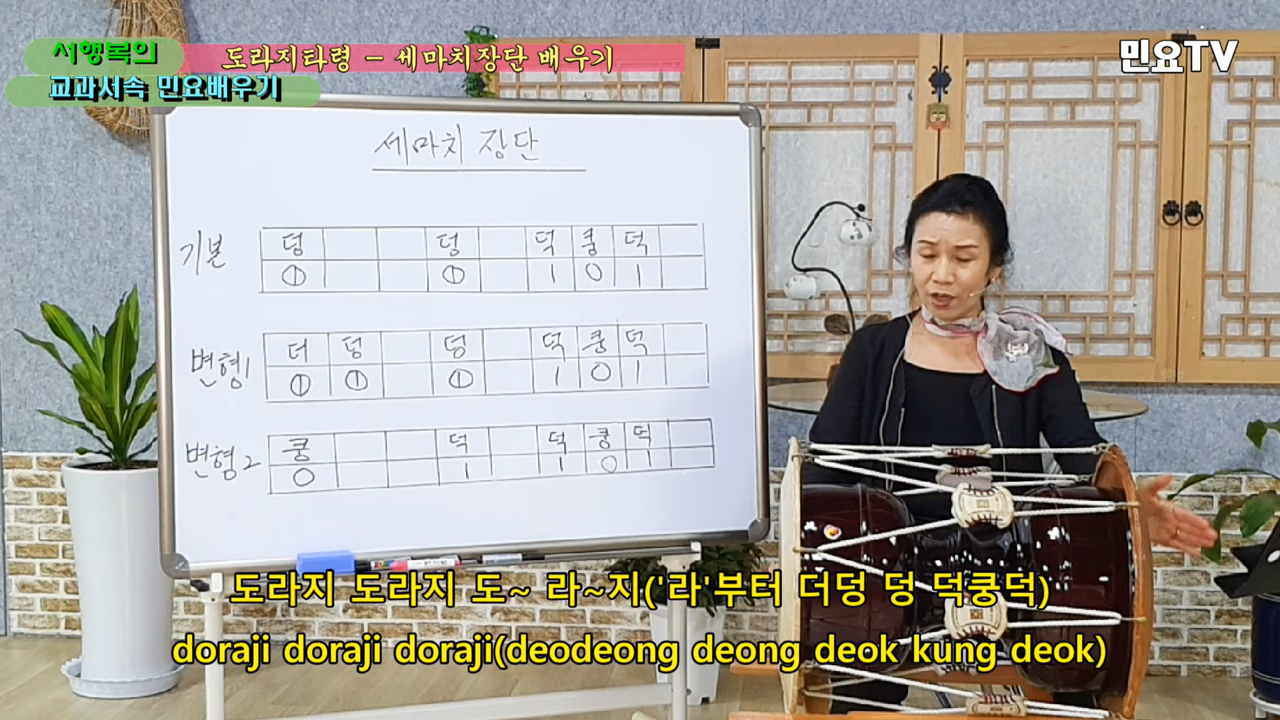 서행복의
교과서속 민요배우기
도라지타령 - 세마치장단 배우기
민요TV
세마치 장단
기본
덩 덩 덕 쿵 덕
변형1
더 덩 덩 덕 쿵 덕
변형2
쿵 덕 덕 쿵 덕
도라지 도라지 도~ 라~지('라'부터 더덩 덩 덕쿵덕)
doraji doraji doraji(deodeong deong deok kung deok)